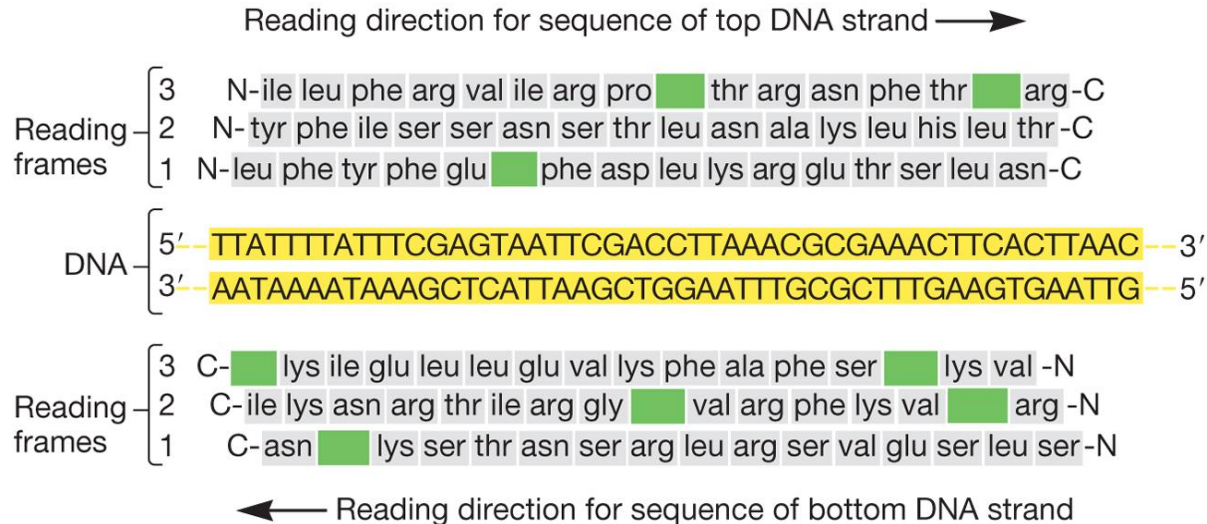 Reading direction for sequence of top DNA strand
3 N-ile leu phe arg val ile arg pro thr arg asn phe thr arg-C
Reading frames
2 N-tyr phe ile ser ser asn ser thr leu asn ala lys leu his leu thr-C
1 N-leu phe tyr phe glu phe asp leu lys arg glu thr ser leu asn-C
DNA
5′ TTATTTTATTTCGAGTAATTCGACCTTAAACGCGAAACTTCACTTAAC 3′
3′ AATAAAATAAAGCTCATTAAGCTGGAATTTGCGCTTTGAAGTGAATTG 5′
3 C- lys ile glu leu leu glu val lys phe ala phe ser lys val -N
Reading frames
2 C-ile lys asn arg thr ile arg gly val arg phe lys val arg -N
1 C-asn lys ser thr asn ser arg leu arg ser val glu ser leu ser-N
Reading direction for sequence of bottom DNA strand